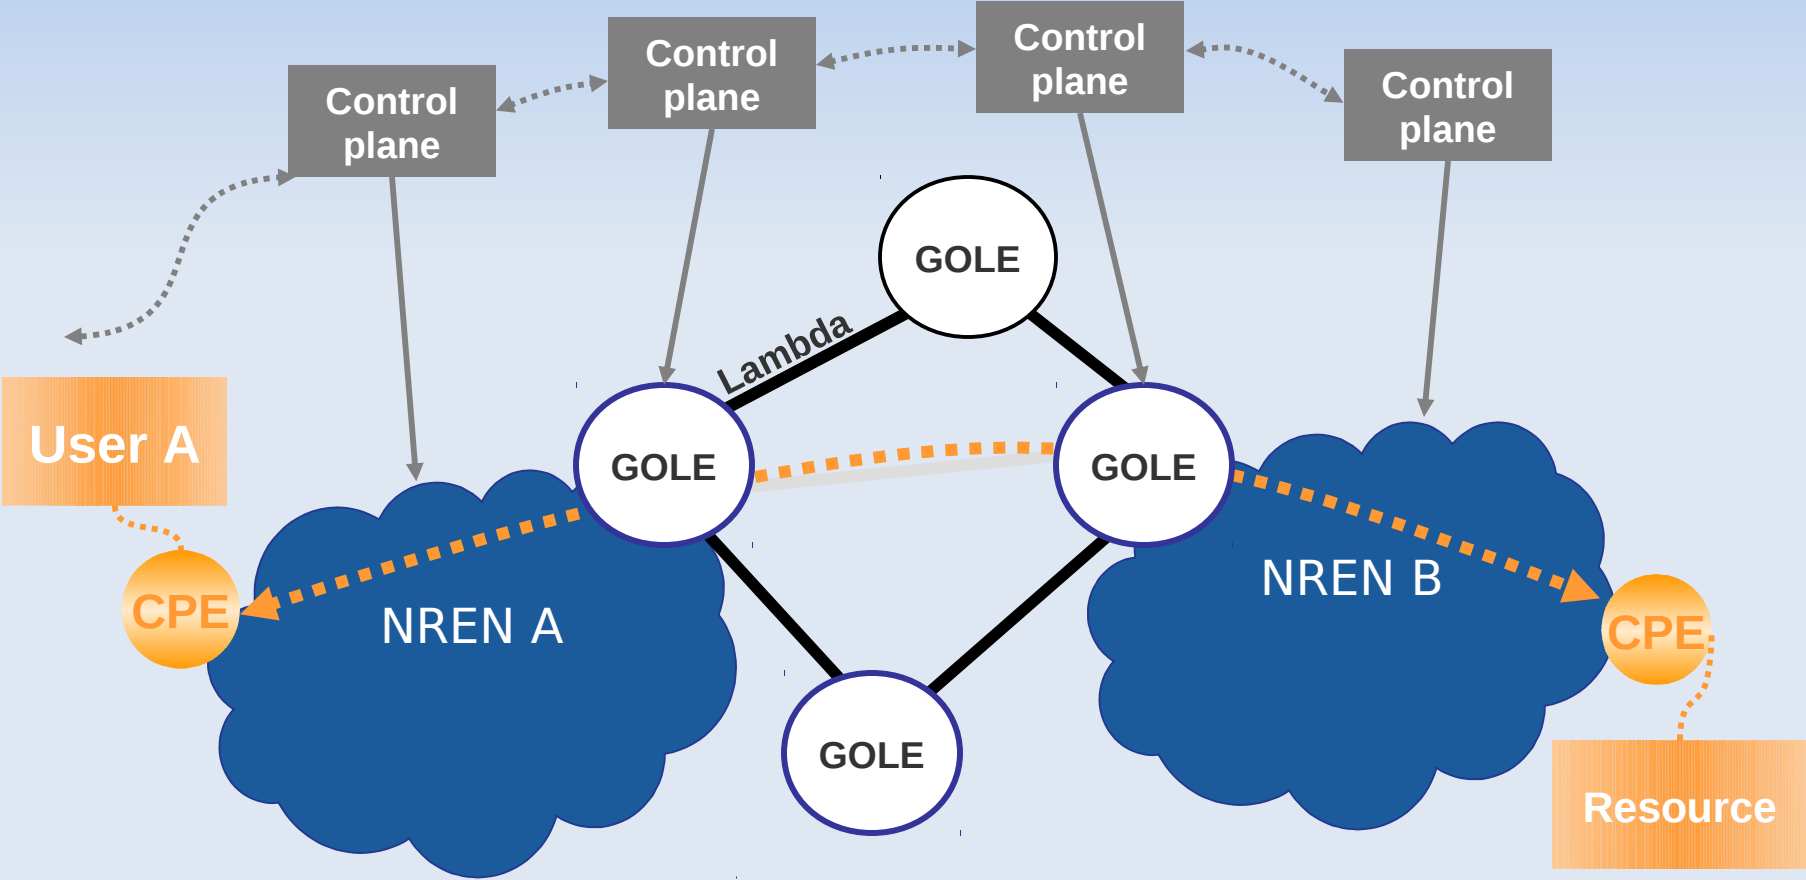 Control
plane
Control
plane
Control
plane
Control
plane
GOLE
Lambda
User A
GOLE
GOLE
CPE
NREN A
NREN B
CPE
GOLE
Resource